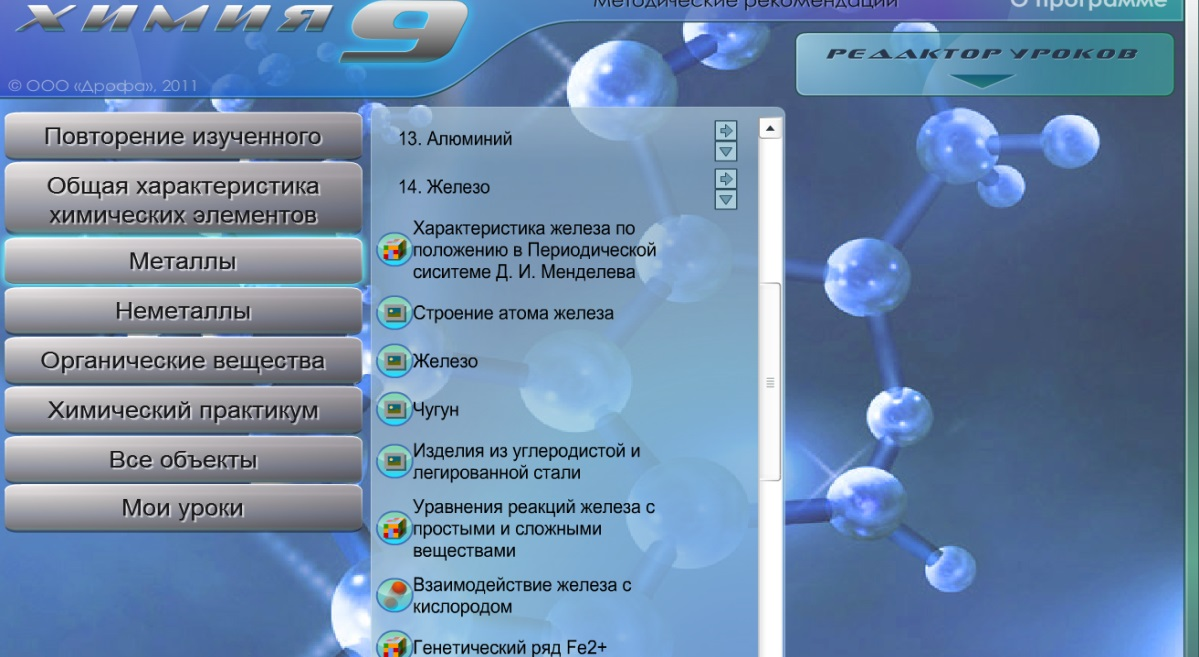 ХИМИЯ 9
Методические рекомендации
О программе
РЕДАКТОР УРОКОВ
© ООО «Дрофа», 2011
Повторение изученного
Общая характеристика
химических элементов
Металлы
Неметаллы
Органические вещества
Химический практикум
Все объекты
Мои уроки
13. Алюминий
14. Железо
Характеристика железа по
положению в Периодической
сиситеме Д. И. Менделева
Строение атома железа
Железо
Чугун
Изделия из углеродистой и
легированной стали
Уравнения реакций железа с
простыми и сложными
веществами
Взаимодействие железа с
кислородом
Генетический ряд Fe2+